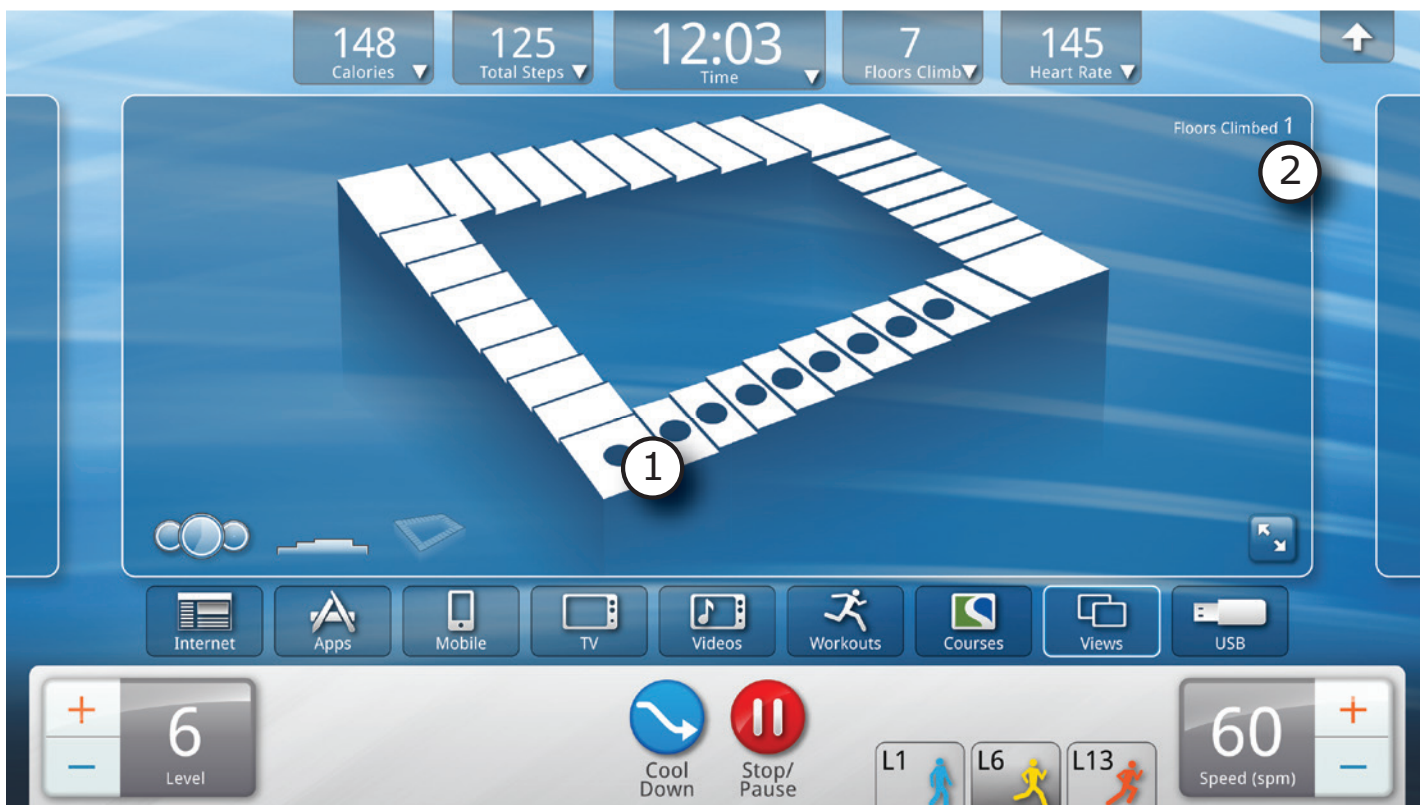 148
Calories
125
Total Steps
12:03
Time
7
Floors Climb
145
Heart Rate
Floors Climbed 1
2
1
Internet
Apps
Mobile
TV
Videos
Workouts
Courses
Views
USB
+
−
6
Level
Cool
Down
Stop/
Pause
L1
L6
L13
60
Speed (spm)
+
−